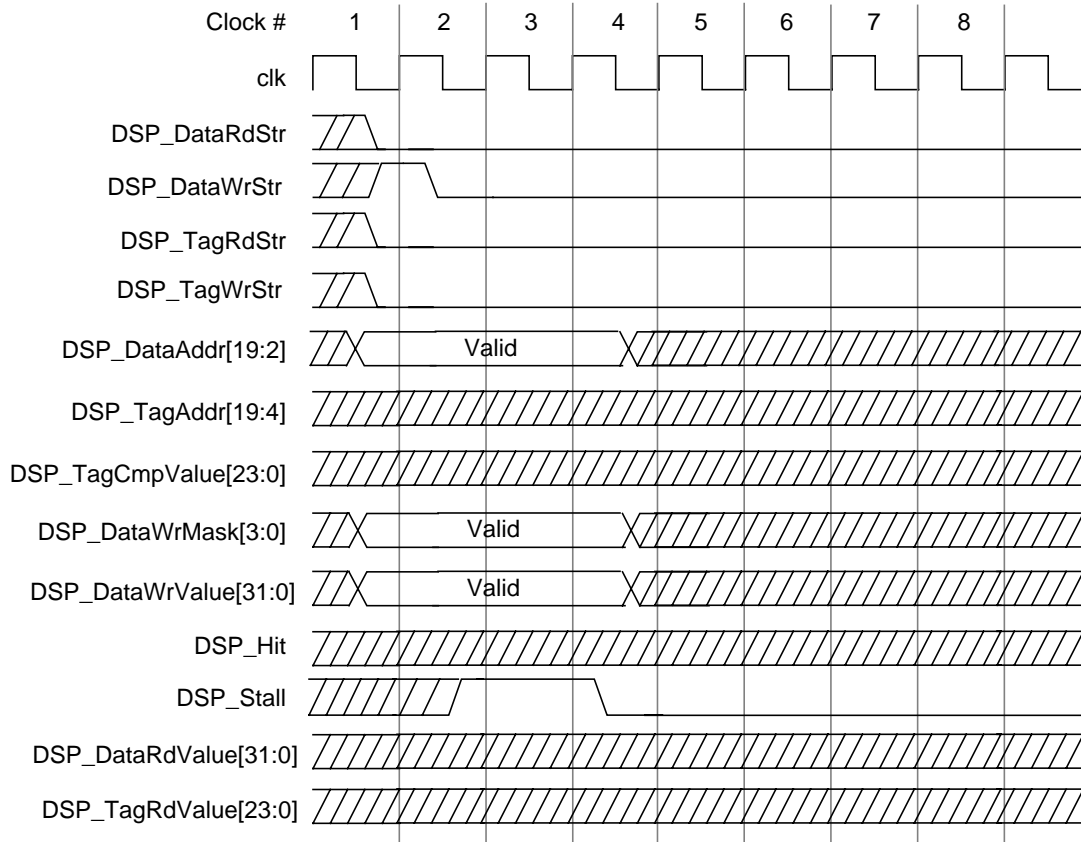 Clock # 1 2 3 4 5 6 7 8
clk
DSP_DataRdStr
DSP_DataWrStr
DSP_TagRdStr
DSP_TagWrStr
DSP_DataAddr[19:2] Valid
DSP_TagAddr[19:4]
DSP_TagCmpValue[23:0]
DSP_DataWrMask[3:0] Valid
DSP_DataWrValue[31:0] Valid
DSP_Hit
DSP_Stall
DSP_DataRdValue[31:0]
DSP_TagRdValue[23:0]